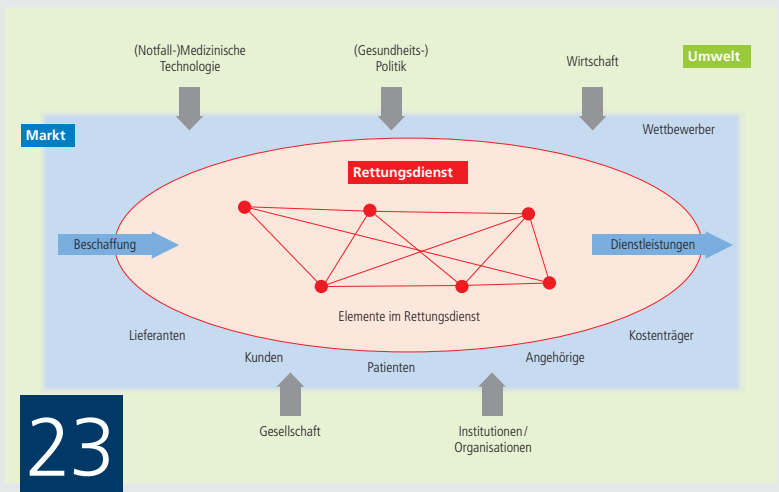 (Notfall-)Medizinische
Technologie
(Gesundheits-)
Politik
Wirtschaft
Umwelt
Markt
Wettbewerber
Rettungsdienst
Beschaffung
Dienstleistungen
Elemente im Rettungsdienst
Lieferanten
Kunden
Patienten
Angehörige
Kostenträger
Gesellschaft
Institutionen/
Organisationen
23